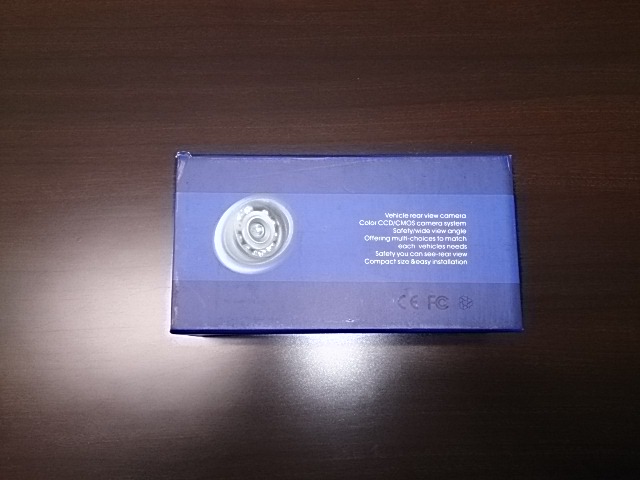 Vehicle rear view camera
Color CCD/CMOS camera system
Safety/wide view angle
Offering multi-choices to match
each vehicles needs
Safety you can see-rear view
Compact size &easy installation
CE FC